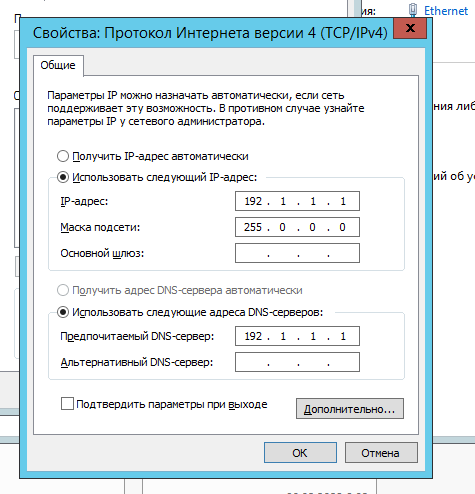 ия:
Ethernet
Свойства: Протокол Интернета версии 4 (TCP/IPv4)
x
Общие
Параметры IP можно назначать автоматически, если сеть
поддерживает эту возможность. В противном случае узнайте
параметры IP у сетевого администратора.
Получить IP-адрес автоматически
Использовать следующий IP-адрес:
IP-адрес:
192 . 1 . 1 . 1
Маска подсети:
255 . 0 . 0 . 0
Основной шлюз:
. . .
Получить адрес DNS-сервера автоматически
Использовать следующие адреса DNS-серверов:
Предпочитаемый DNS-сервер:
192 . 1 . 1 . 1
Альтернативный DNS-сервер:
. . .
Подтвердить параметры при выходе
Дополнительно...
ОК
Отмена
ния либ
ий об ус